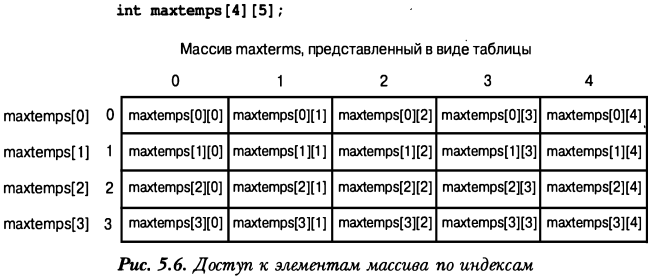 int maxtemps[4][5];
Массив maxterms, представленный в виде таблицы
0 1 2 3 4
maxtemps[0] 0 maxtemps[0][0] maxtemps[0][1] maxtemps[0][2] maxtemps[0][3] maxtemps[0][4]
maxtemps[1] 1 maxtemps[1][0] maxtemps[1][1] maxtemps[1][2] maxtemps[1][3] maxtemps[1][4]
maxtemps[2] 2 maxtemps[2][0] maxtemps[2][1] maxtemps[2][2] maxtemps[2][3] maxtemps[2][4]
maxtemps[3] 3 maxtemps[3][0] maxtemps[3][1] maxtemps[3][2] maxtemps[3][3] maxtemps[3][4]
Рис. 5.6. Доступ к элементам массива по индексам